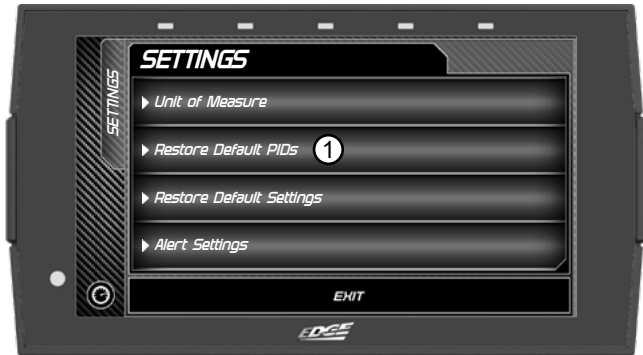 SETTINGS
SETTINGS
Unit of Measure
Restore Default PIDs 1
Restore Default Settings
Alert Settings
EXIT
EDGE